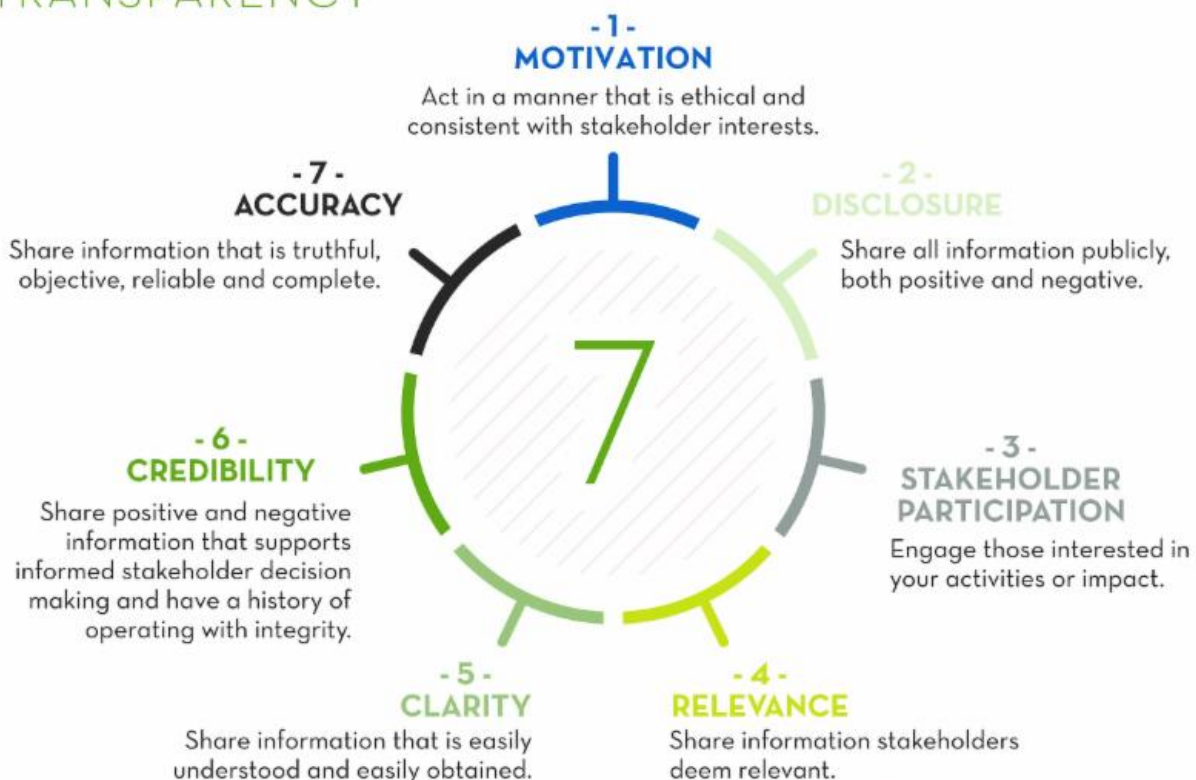 TRANSPARENCY
- 1 -
MOTIVATION
Act in a manner that is ethical and
consistent with stakeholder interests.
- 2 -
DISCLOSURE
Share all information publicly,
both positive and negative.
- 3 -
STAKEHOLDER
PARTICIPATION
Engage those interested in
your activities or impact.
- 4 -
RELEVANCE
Share information stakeholders
deem relevant.
- 5 -
CLARITY
Share information that is easily
understood and easily obtained.
- 6 -
CREDIBILITY
Share positive and negative
information that supports
informed stakeholder decision
making and have a history of
operating with integrity.
- 7 -
ACCURACY
Share information that is truthful,
objective, reliable and complete.
7